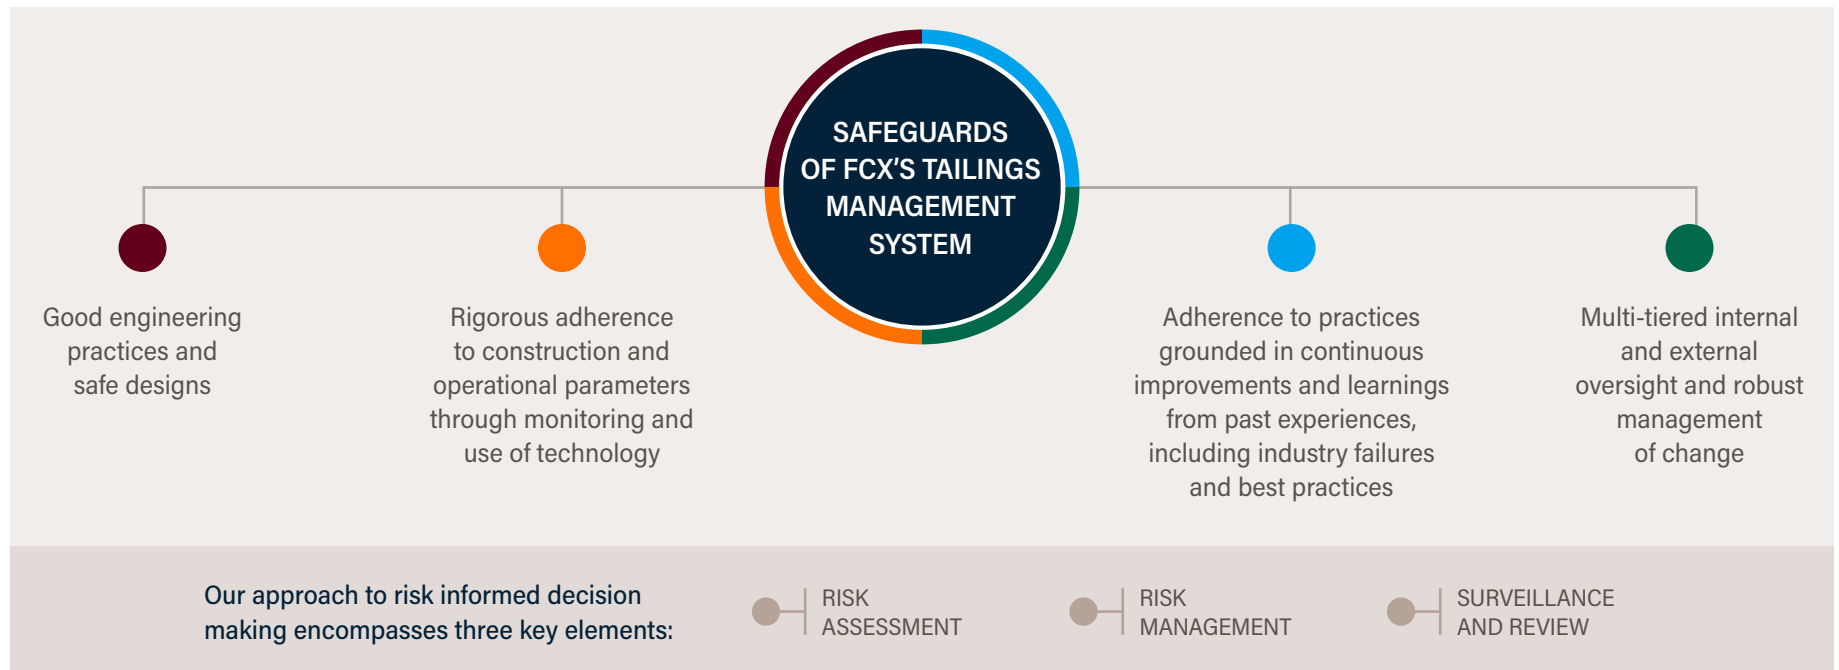 SAFEGUARDS
OF FCX'S TAILINGS
MANAGEMENT
SYSTEM
Good engineering
practices and
safe designs
Rigorous adherence
to construction and
operational parameters
through monitoring and
use of technology
Adherence to practices
grounded in continuous
improvements and learnings
from past experiences,
including industry failures
and best practices
Multi-tiered internal
and external
oversight and robust
management
of change
Our approach to risk informed decision
making encompasses three key elements:
RISK
ASSESSMENT
RISK
MANAGEMENT
SURVEILLANCE
AND REVIEW